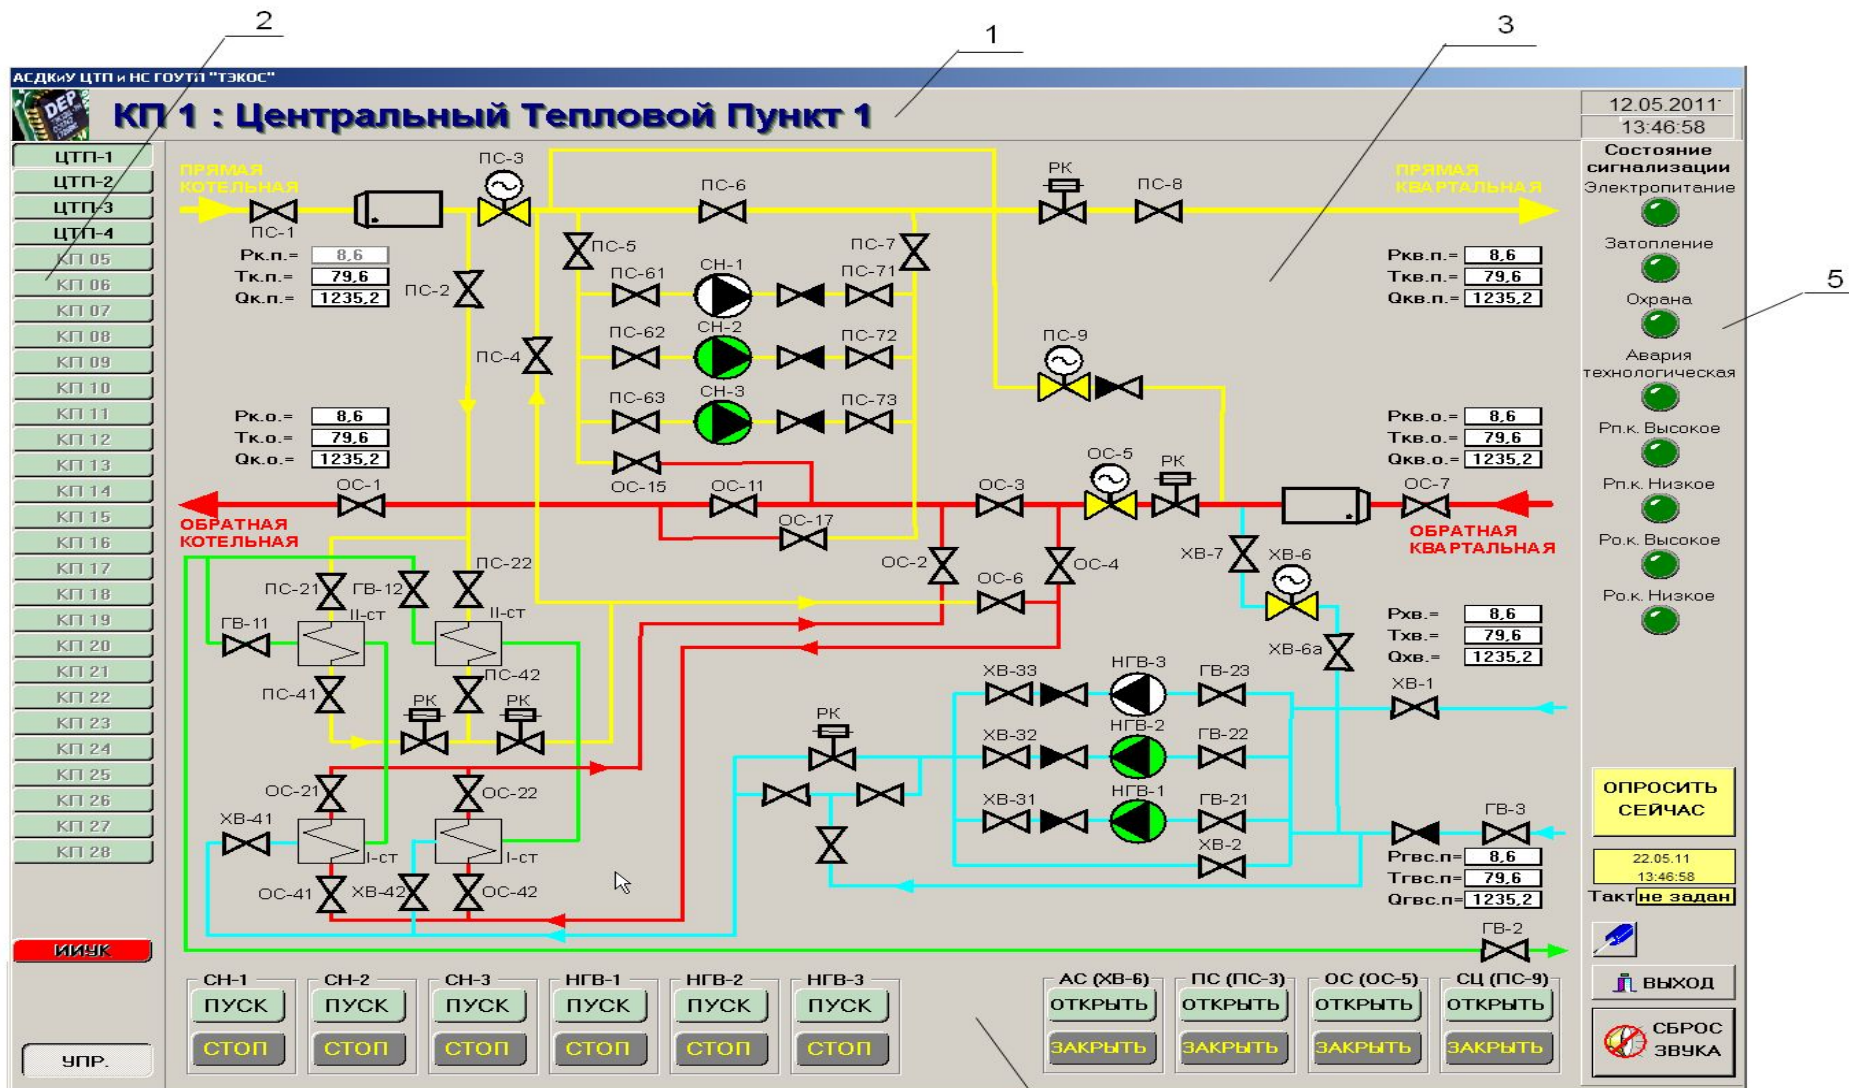 2
1
3
АСДКиУ ЦТП и НС ГОУТП "ТЭКОС"
DEP
КП 1 : Центральный Тепловой Пункт 1
12.05.2011
13:46:58
ЦТП-1
ЦТП-2
ЦТП-3
ЦТП-4
КП 05
КП 06
КП 07
КП 08
КП 09
КП 10
КП 11
КП 12
КП 13
КП 14
КП 15
КП 16
КП 17
КП 18
КП 19
КП 20
КП 21
КП 22
КП 23
КП 24
КП 25
КП 26
КП 27
КП 28
ИИУК
УПР.
ПРЯМАЯ
КОТЕЛЬНАЯ
ПС-3
ПС-6
РК
ПС-8
ПРЯМАЯ
КВАРТАЛЬНАЯ
ПС-1
Рк.п.= 8,6
Тк.п.= 79,6
Qк.п.= 1235,2
ПС-2
ПС-5
ПС-7
ПС-61
СН-1
ПС-71
ПС-62
СН-2
ПС-72
ПС-4
ПС-63
СН-3
ПС-73
ПС-9
Ркв.п.= 8,6
Ткв.п.= 79,6
Qкв.п.= 1235,2
Рк.о.= 8,6
Тк.о.= 79,6
Qк.о.= 1235,2
Ркв.о.= 8,6
Ткв.о.= 79,6
Qкв.о.= 1235,2
ОС-1
ОС-15
ОС-11
ОС-3
ОС-5
РК
ОС-7
ОБРАТНАЯ
КОТЕЛЬНАЯ
ОС-17
ОБРАТНАЯ
КВАРТАЛЬНАЯ
ПС-21
ГВ-12
ПС-22
ОС-2
ОС-4
ОС-6
ХВ-7
ХВ-6
ГВ-11
II-ст
II-ст
Рхв.= 8,6
Тхв.= 79,6
Qхв.= 1235,2
ХВ-6а
ПС-41
РК
ПС-42
РК
РК
ХВ-33
НГВ-3
ГВ-23
ХВ-1
ХВ-32
НГВ-2
ГВ-22
ОС-21
ОС-22
ХВ-31
НГВ-1
ГВ-21
ГВ-3
ХВ-41
I-ст
I-ст
ХВ-2
ОС-41
ХВ-42
ОС-42
Ргвс.п= 8,6
Тгвс.п= 79,6
Qгвс.п= 1235,2
ГВ-2
СН-1
ПУСК
СТОП
СН-2
ПУСК
СТОП
СН-3
ПУСК
СТОП
НГВ-1
ПУСК
СТОП
НГВ-2
ПУСК
СТОП
НГВ-3
ПУСК
СТОП
АС (ХВ-6)
ОТКРЫТЬ
ЗАКРЫТЬ
ПС (ПС-3)
ОТКРЫТЬ
ЗАКРЫТЬ
ОС (ОС-5)
ОТКРЫТЬ
ЗАКРЫТЬ
СЦ (ПС-9)
ОТКРЫТЬ
ЗАКРЫТЬ
Состояние
сигнализации
Электропитание
Затопление
Охрана
Авария
технологическая
Рп.к. Высокое
Рп.к. Низкое
Ро.к. Высокое
Ро.к. Низкое
5
ОПРОСИТЬ
СЕЙЧАС
22.05.11
13:46:58
Такт не задан
ВЫХОД
СБРОС
ЗВУКА